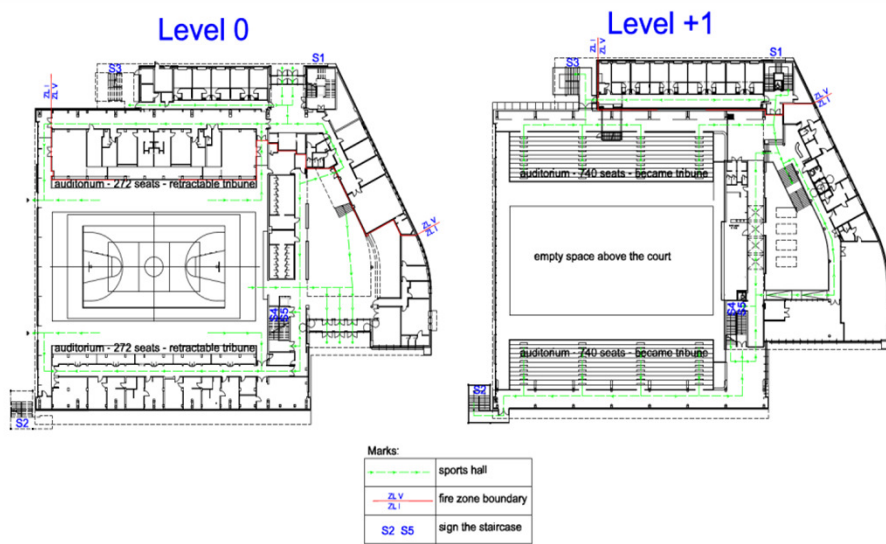 Level 0
Level +1
S3
S1
ZL I
ZL V
auditorium - 272 seats - retractable tribune
ZL V
ZL I
S4
S5
auditorium - 272 seats - retractable tribune
S2
ZL I
ZL V
S3
S1
ZL V
ZL I
auditorium - 740 seats - became tribune
empty space above the court
S4
S5
auditorium - 740 seats - became tribune
S2
Marks:
sports hall
ZL V
ZL I
fire zone boundary
S2 S5
sign the staircase